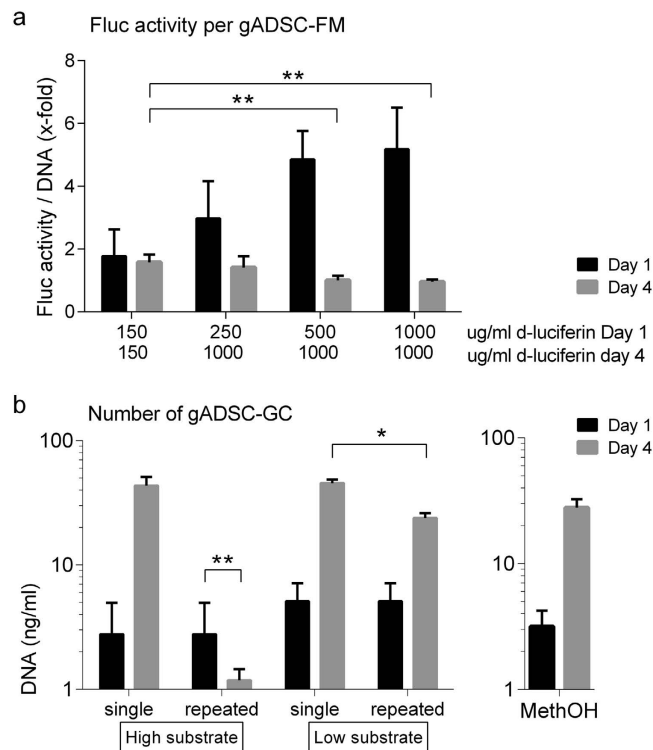 a
Fluc activity per gADSC-FM
Fluc activity / DNA (x-fold)
8
6
4
2
0
**
**
Day 1
Day 4
150 250 500 1000 ug/ml d-luciferin Day 1
150 1000 1000 1000 ug/ml d-luciferin day 4
b
Number of gADSC-GC
Day 1
Day 4
DNA (ng/ml)
100
10
1
**
*
100
10
1
single repeated single repeated MethOH
High substrate Low substrate